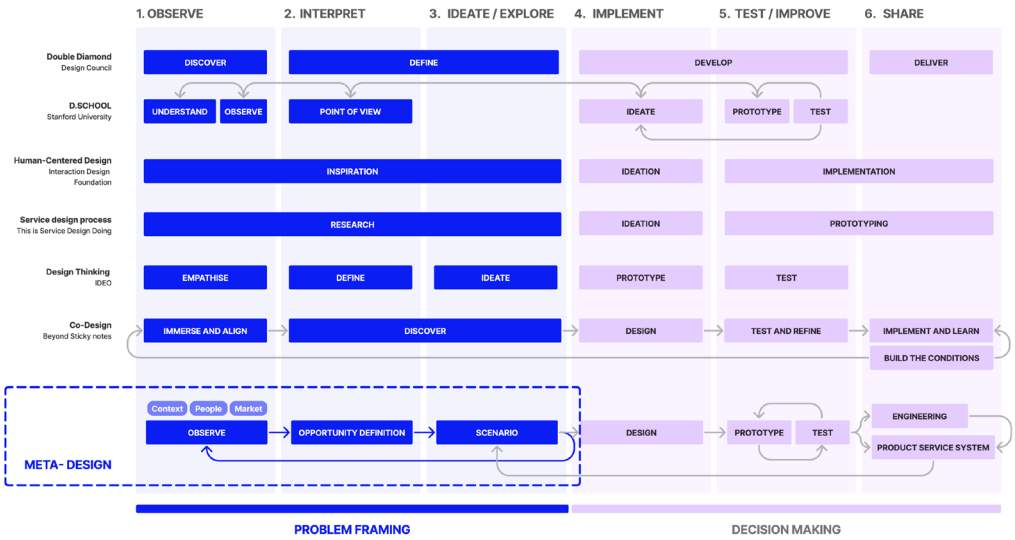 1. OBSERVE
2. INTERPRET
3. IDEATE / EXPLORE
4. IMPLEMENT
5. TEST / IMPROVE
6. SHARE
Double Diamond
Design Council
DISCOVER
DEFINE
DEVELOP
DELIVER
D.SCHOOL
Stanford University
UNDERSTAND
OBSERVE
POINT OF VIEW
IDEATE
PROTOTYPE
TEST
Human-Centered Design
Interaction Design
Foundation
INSPIRATION
IDEATION
IMPLEMENTATION
Service design process
This is Service Design Doing
RESEARCH
IDEATION
PROTOTYPING
Design Thinking
IDEO
EMPATHISE
DEFINE
IDEATE
PROTOTYPE
TEST
Co-Design
Beyond Sticky notes
IMMERSE AND ALIGN
DISCOVER
DESIGN
TEST AND REFINE
IMPLEMENT AND LEARN
BUILD THE CONDITIONS
META- DESIGN
Context
People
Market
OBSERVE
OPPORTUNITY DEFINITION
SCENARIO
DESIGN
PROTOTYPE
TEST
ENGINEERING
PRODUCT SERVICE SYSTEM
PROBLEM FRAMING
DECISION MAKING